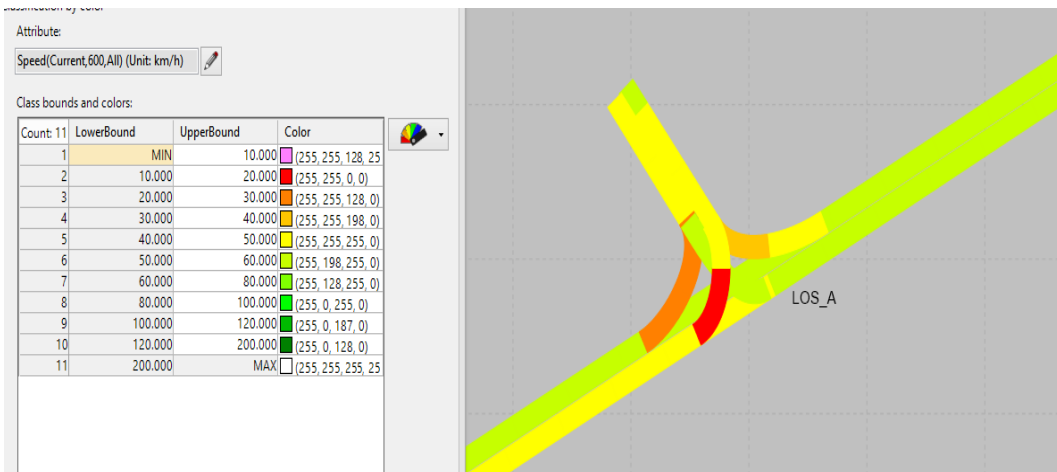 Classification by color
Attribute:
Speed(Current,600,All) (Unit: km/h)
Class bounds and colors:
Count: 11 LowerBound UpperBound Color
1 MIN 10.000 (255, 255, 128, 25
2 10.000 20.000 (255, 255, 0, 0)
3 20.000 30.000 (255, 255, 128, 0)
4 30.000 40.000 (255, 255, 198, 0)
5 40.000 50.000 (255, 255, 255, 0)
6 50.000 60.000 (255, 198, 255, 0)
7 60.000 80.000 (255, 128, 255, 0)
8 80.000 100.000 (255, 0, 255, 0)
9 100.000 120.000 (255, 0, 187, 0)
10 120.000 200.000 (255, 0, 128, 0)
11 200.000 MAX (255, 255, 255, 25
LOS_A